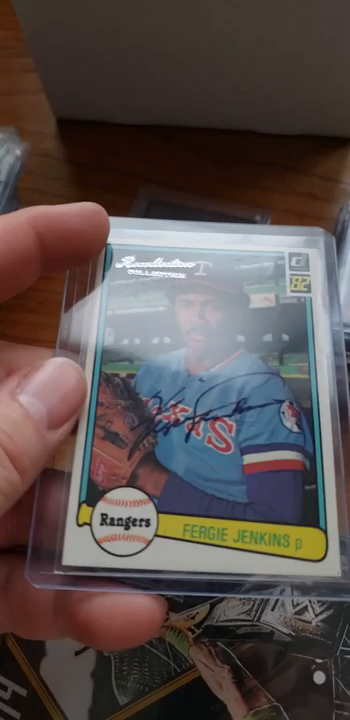 Recollection
COLLECTION
82
TEXAS
Rangers
FERGIE JENKINS p